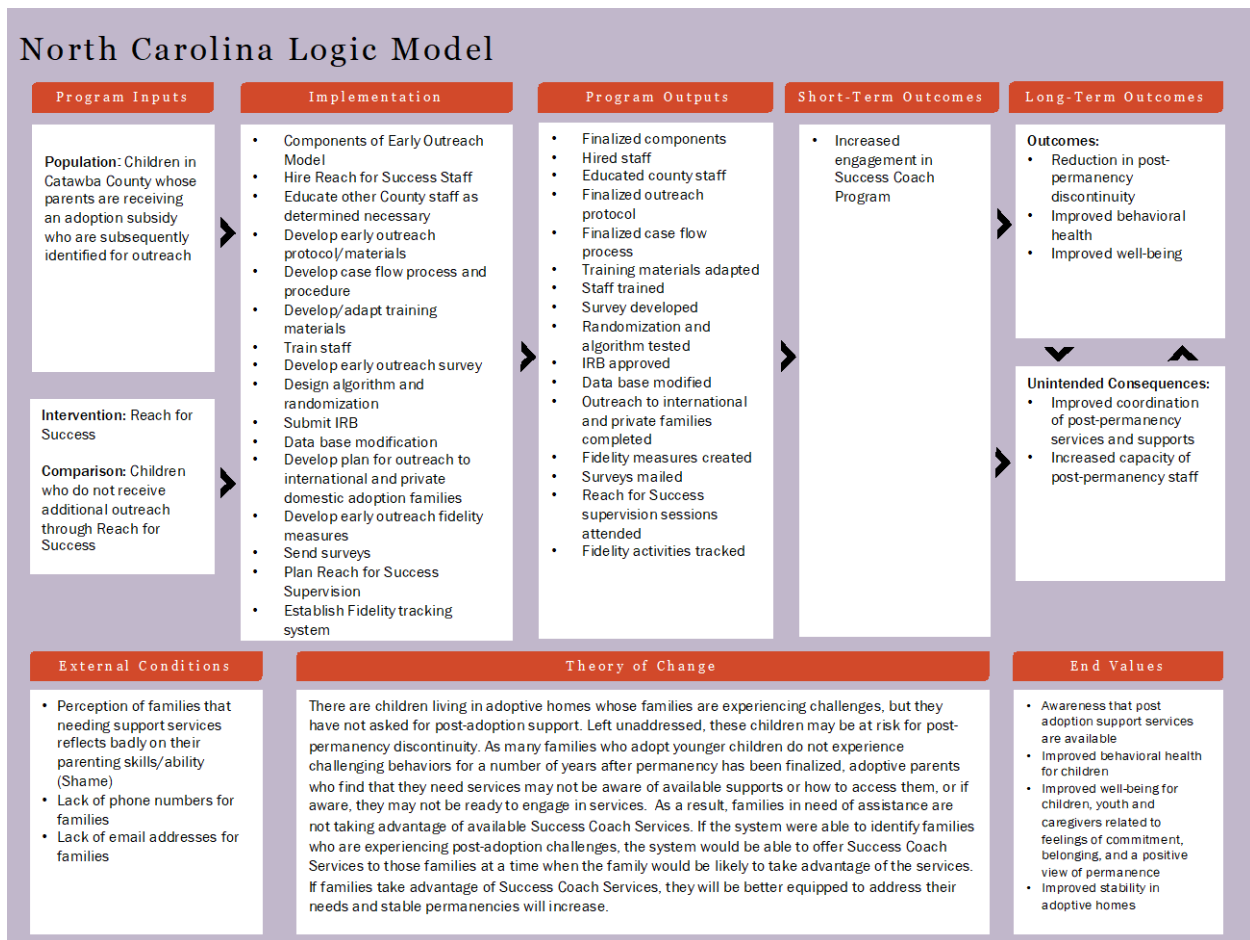 North Carolina Logic Model
Program Inputs
Population: Children in
Catawba County whose
parents are receiving
an adoption subsidy
who are subsequently
identified for outreach
Intervention: Reach for
Success
Comparison: Children
who do not receive
additional outreach
through Reach for
Success
Implementation
• Components of Early Outreach
Model
• Hire Reach for Success Staff
• Educate other County staff as
determined necessary
• Develop early outreach
protocol/materials
• Develop case flow process and
procedure
• Develop/adapt training
materials
• Train staff
• Develop early outreach survey
• Design algorithm and
randomization
• Submit IRB
• Data base modification
• Develop plan for outreach to
international and private
domestic adoption families
• Develop early outreach fidelity
measures
• Send surveys
• Plan Reach for Success
Supervision
• Establish Fidelity tracking
system
Program Outputs
• Finalized components
• Hired staff
• Educated county staff
• Finalized outreach
protocol
• Finalized case flow
process
• Training materials adapted
• Staff trained
• Survey developed
• Randomization and
algorithm tested
• IRB approved
• Data base modified
• Outreach to international
and private families
completed
• Fidelity measures created
• Surveys mailed
• Reach for Success
supervision sessions
attended
• Fidelity activities tracked
Short-Term Outcomes
• Increased
engagement in
Success Coach
Program
Long-Term Outcomes
Outcomes:
• Reduction in post-
permanency
discontinuity
• Improved behavioral
health
• Improved well-being
Unintended Consequences:
• Improved coordination
of post-permanency
services and supports
• Increased capacity of
post-permanency staff
External Conditions
• Perception of families that
needing support services
reflects badly on their
parenting skills/ability
(Shame)
• Lack of phone numbers for
families
• Lack of email addresses for
families
Theory of Change
There are children living in adoptive homes whose families are experiencing challenges, but they
have not asked for post-adoption support. Left unaddressed, these children may be at risk for post-
permanency discontinuity. As many families who adopt younger children do not experience
challenging behaviors for a number of years after permanency has been finalized, adoptive parents
who find that they need services may not be aware of available supports or how to access them, or if
aware, they may not be ready to engage in services. As a result, families in need of assistance are
not taking advantage of available Success Coach Services. If the system were able to identify families
who are experiencing post-adoption challenges, the system would be able to offer Success Coach
Services to those families at a time when the family would be likely to take advantage of the services.
If families take advantage of Success Coach Services, they will be better equipped to address their
needs and stable permanencies will increase.
End Values
• Awareness that post
adoption support services
are available
• Improved behavioral health
for children
• Improved well-being for
children, youth and
caregivers related to
feelings of commitment,
belonging, and a positive
view of permanence
• Improved stability in
adoptive homes